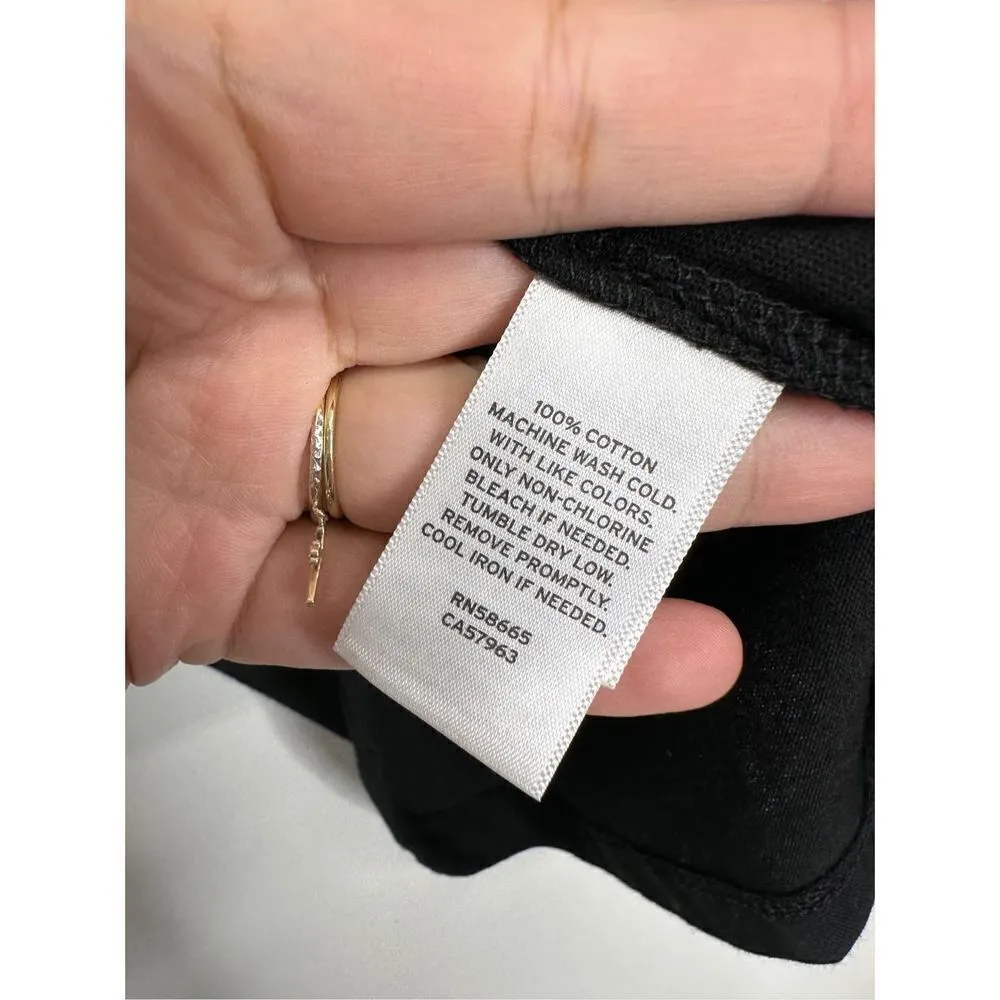 100% COTTON
MACHINE WASH COLD.
WITH LIKE COLORS.
ONLY NON-CHLORINE
BLEACH IF NEEDED.
TUMBLE DRY LOW.
REMOVE PROMPTLY.
COOL IRON IF NEEDED.
RN58665
CA57963